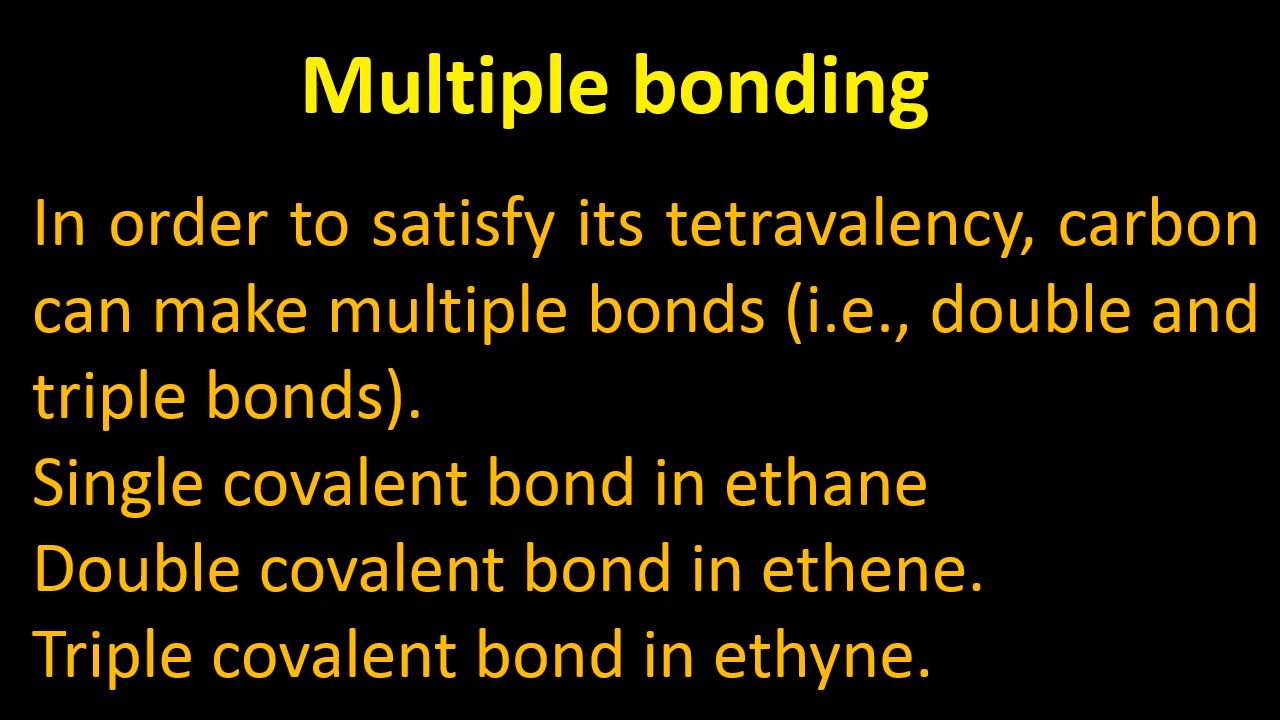 Multiple bonding
In order to satisfy its tetravalency, carbon
can make multiple bonds (i.e., double and
triple bonds).
Single covalent bond in ethane
Double covalent bond in ethene.
Triple covalent bond in ethyne.